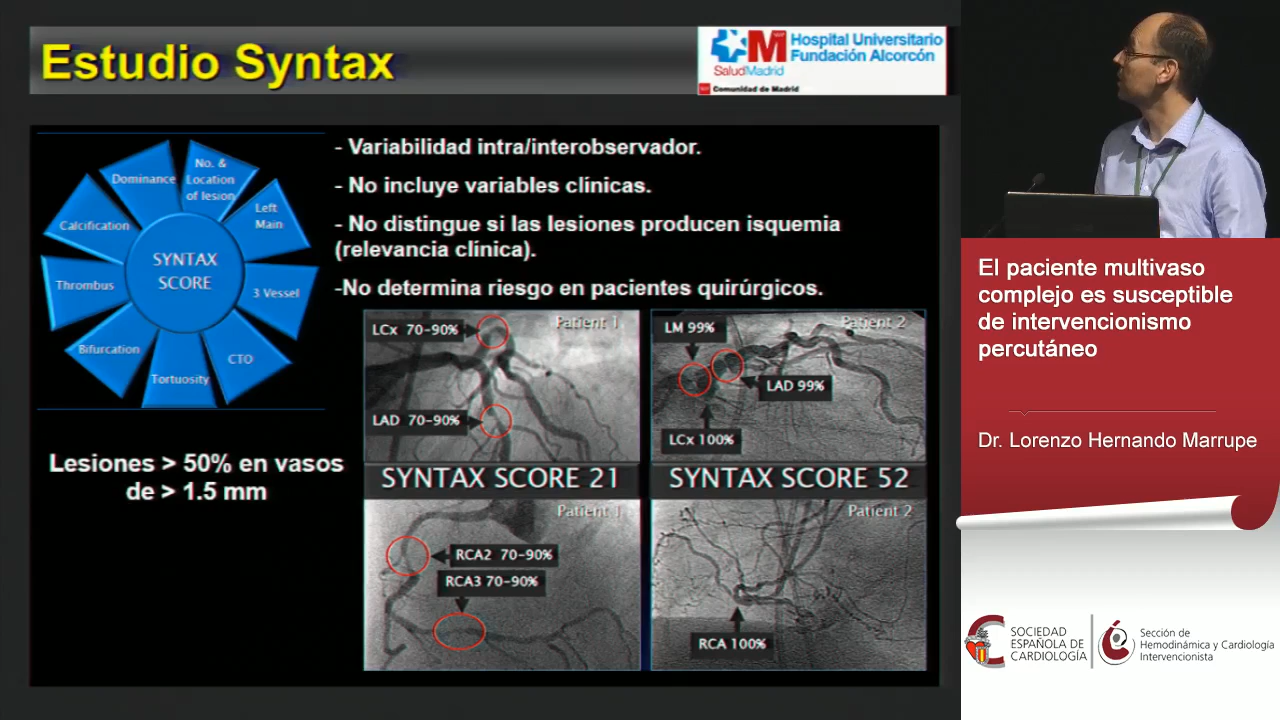 Estudio Syntax
Hospital Universitario
Fundación Alcorcón
SaludMadrid
Comunidad de Madrid
No. &
Location
of lesion
Left
Main
3 Vessel
CTO
Tortuosity
Bifurcation
Thrombus
Calcification
Dominance
SYNTAX
SCORE
Lesiones > 50% en vasos
de > 1.5 mm
- Variabilidad intra/interobservador.
- No incluye variables clínicas.
- No distingue si las lesiones producen isquemia
(relevancia clínica).
-No determina riesgo en pacientes quirúrgicos.
Patient 1
LCx 70-90%
LAD 70-90%
SYNTAX SCORE 21
Patient 1
RCA2 70-90%
RCA3 70-90%
Patient 2
LM 99%
LAD 99%
LCx 100%
SYNTAX SCORE 52
Patient 2
RCA 100%
El paciente multivaso
complejo es susceptible
de intervencionismo
percutáneo
Dr. Lorenzo Hernando Marrupe
SOCIEDAD
ESPAÑOLA DE
CARDIOLOGÍA
Sección de
Hemodinámica y Cardiología
Intervencionista